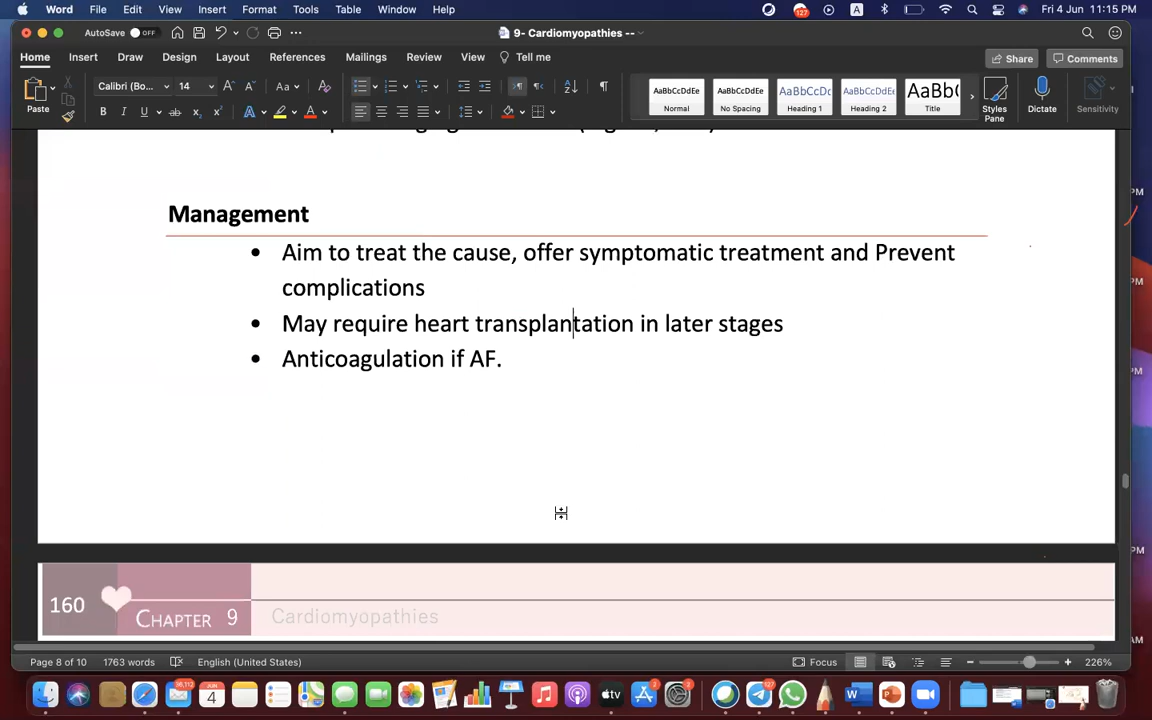 Word File Edit View Insert Format Tools Table Window Help 127 A Fri 4 Jun 11:15 PM
AutoSave OFF 9- Cardiomyopathies --
Home Insert Draw Design Layout References Mailings Review View Tell me Share Comments
Paste Calibri (Bo... 14 Aa
AaBbCcDdEe AaBbCcDdEe AaBbCcDc AaBbCcDdEe AaBbC
Normal No Spacing Heading 1 Heading 2 Title Styles Pane Dictate Sensitivity
Management
• Aim to treat the cause, offer symptomatic treatment and Prevent
complications
• May require heart transplantation in later stages
• Anticoagulation if AF.
160 CHAPTER 9 Cardiomyopathies
Page 8 of 10 1763 words English (United States) Focus 226%